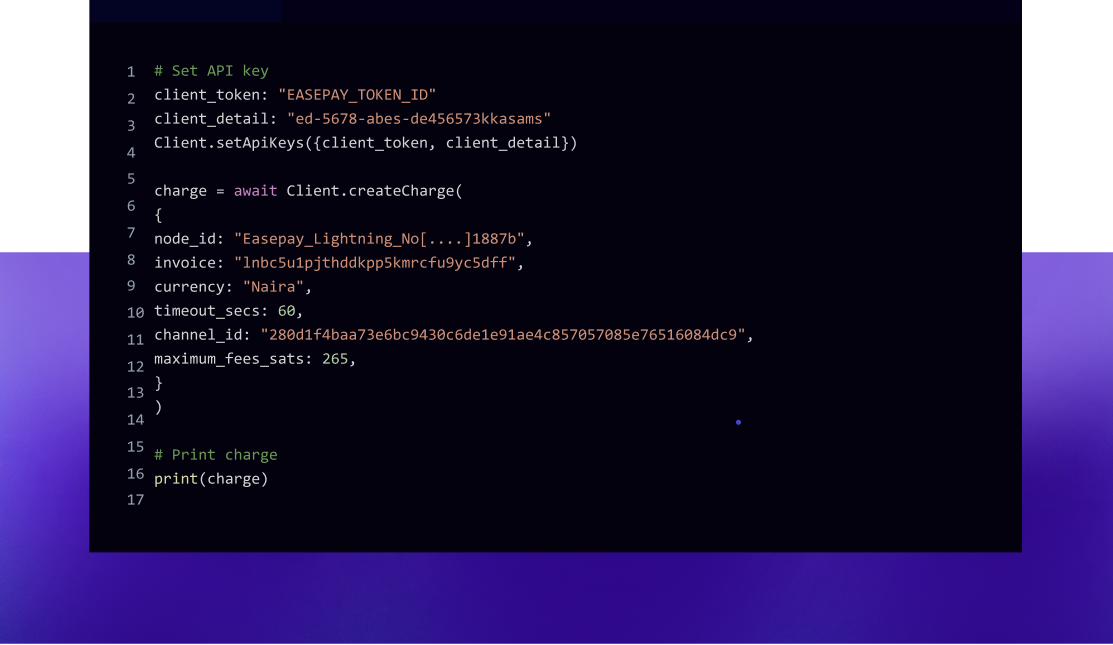 1 # Set API key
2 client_token: "EASEPAY_TOKEN_ID"
3 client_detail: "ed-5678-abes-de456573kkasams"
4 Client.setApiKeys({client_token, client_detail})
5
6 charge = await Client.createCharge(
7 {
8 node_id: "Easepay_Lightning_No[....]1887b",
9 invoice: "lnbc5u1pjthddkpp5kmrcfu9yc5dff",
10 currency: "Naira",
11 timeout_secs: 60,
12 channel_id: "280d1f4baa73e6bc9430c6de1e91ae4c857057085e76516084dc9",
13 maximum_fees_sats: 265,
14 }
15 )
16 # Print charge
17 print(charge)